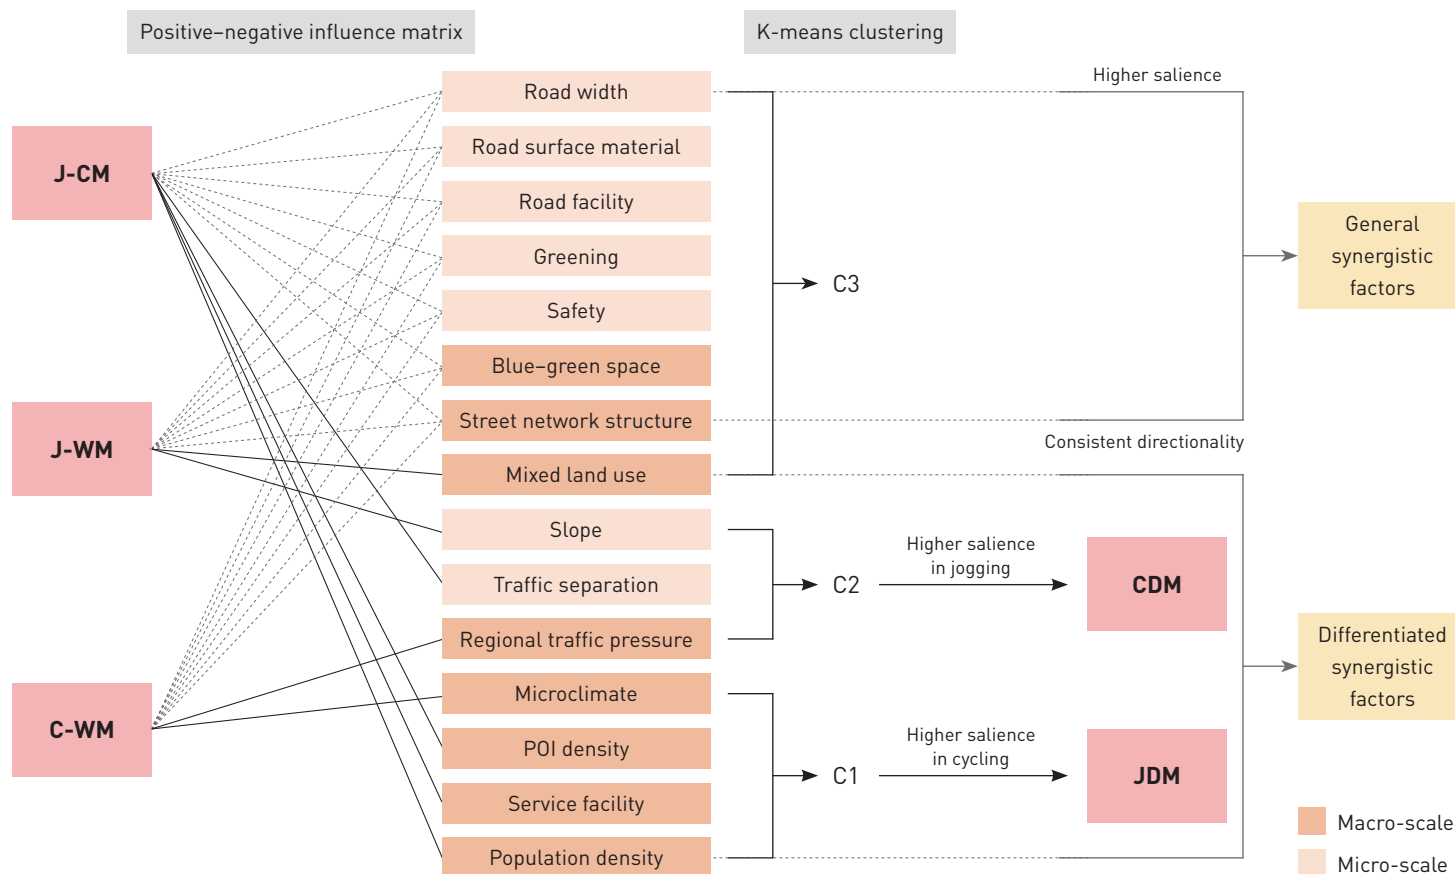 Positive–negative influence matrix
K-means clustering
J-CM
J-WM
C-WM
Road width
Road surface material
Road facility
Greening
Safety
Blue–green space
Street network structure
Mixed land use
Slope
Traffic separation
Regional traffic pressure
Microclimate
POI density
Service facility
Population density
C3
C2
C1
Higher salience
Consistent directionality
Higher salience
in jogging
Higher salience
in cycling
CDM
JDM
General
synergistic
factors
Differentiated
synergistic
factors
Macro-scale
Micro-scale